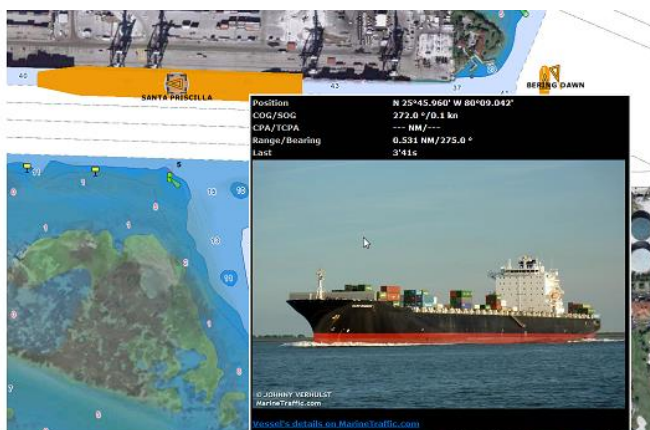 40
43
37
SANTA PRISCILLA
BERING DAWN
Position N 25°45.960' W 80°09.042'
COG/SOG 272.0 °/0.1 kn
CPA/TCPA --- NM/---
Range/Bearing 0.531 NM/275.0 °
Last 3'41s
5
1
© JOHNNY VERHULST
MarineTraffic.com
Vessel's details on MarineTraffic.com